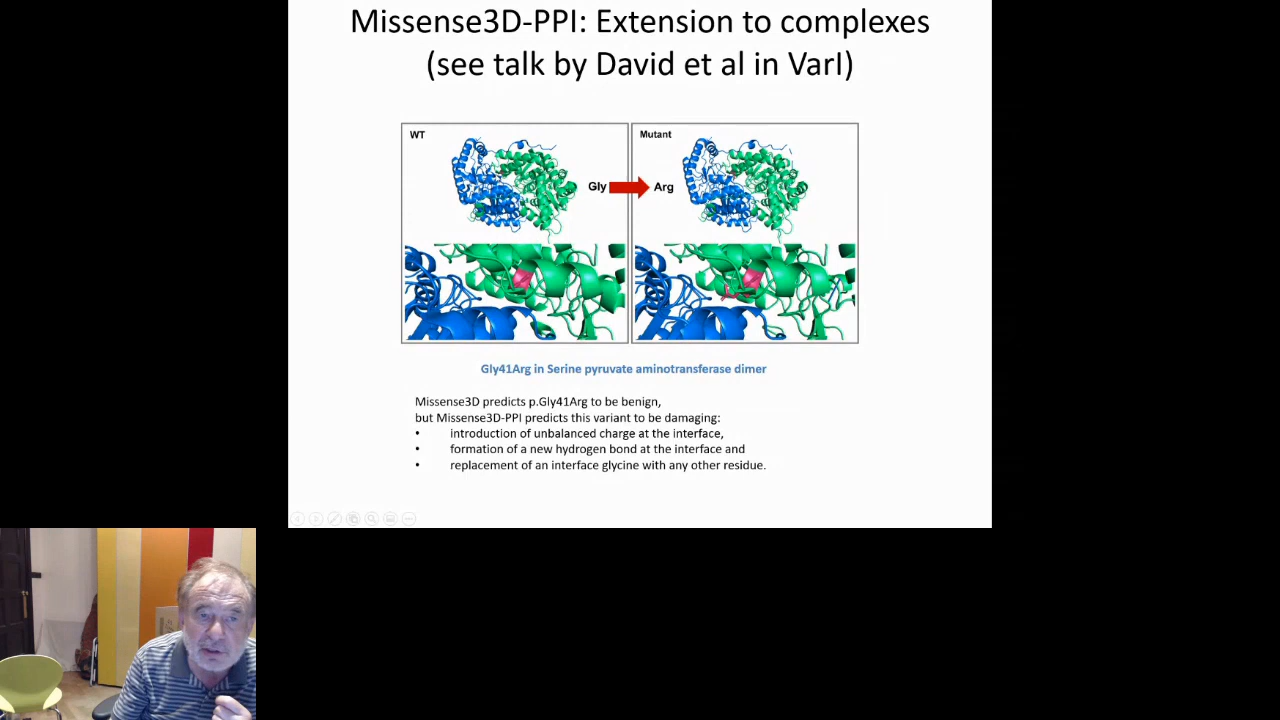 Missense3D-PPI: Extension to complexes
(see talk by David et al in VarI)
WT
Gly
Mutant
Arg
Gly41Arg in Serine pyruvate aminotransferase dimer
Missense3D predicts p.Gly41Arg to be benign,
but Missense3D-PPI predicts this variant to be damaging:
• introduction of unbalanced charge at the interface,
• formation of a new hydrogen bond at the interface and
• replacement of an interface glycine with any other residue.